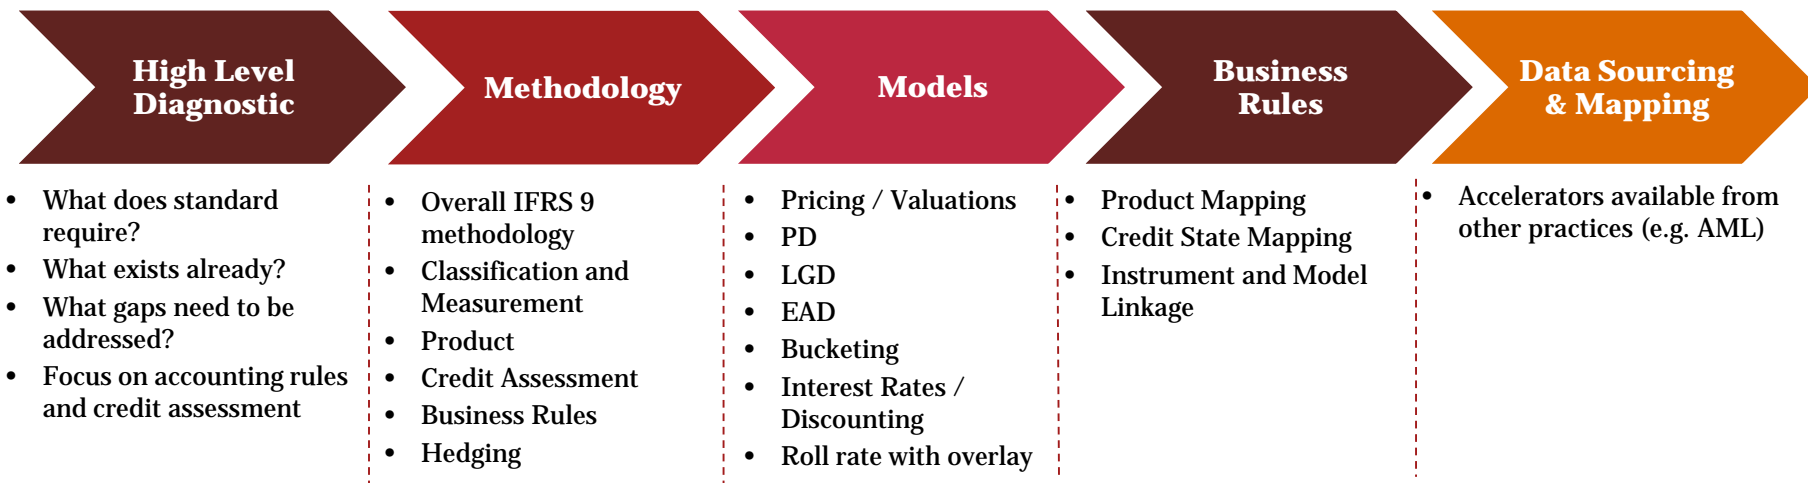 High Level
Diagnostic
Methodology
Models
Business
Rules
Data Sourcing
& Mapping
• What does standard
require?
• What exists already?
• What gaps need to be
addressed?
• Focus on accounting rules
and credit assessment
• Overall IFRS 9
methodology
• Classification and
Measurement
• Product
• Credit Assessment
• Business Rules
• Hedging
• Pricing / Valuations
• PD
• LGD
• EAD
• Bucketing
• Interest Rates /
Discounting
• Roll rate with overlay
• Product Mapping
• Credit State Mapping
• Instrument and Model
Linkage
• Accelerators available from
other practices (e.g. AML)